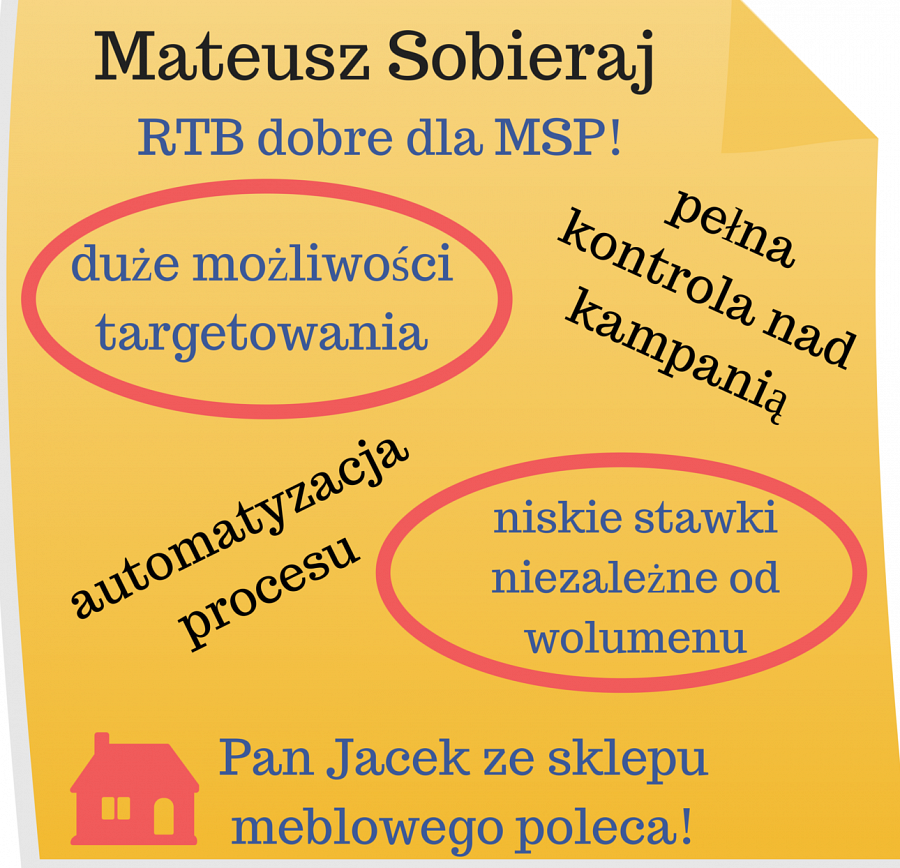 Mateusz Sobieraj
RTB dobre dla MSP!
duże możliwości
targetowania
pełna
kontrola nad
kampanią
automatyzacja
procesu
niskie stawki
niezależne od
wolumenu
Pan Jacek ze sklepu
meblowego poleca!